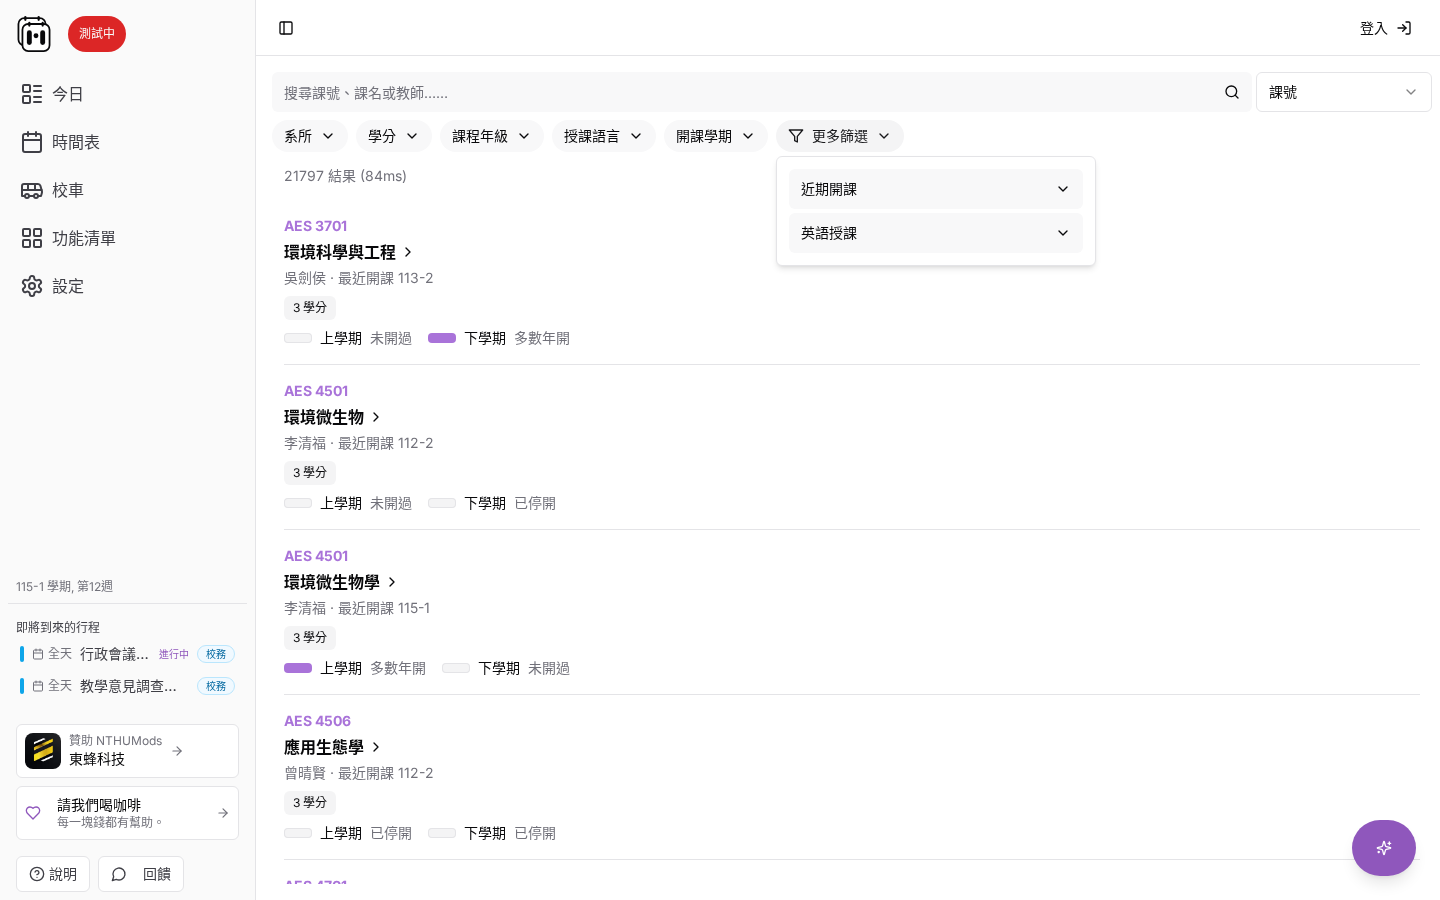 測試中
今日
時間表
校車
功能清單
設定
115-1 學期, 第12週
即將到來的行程
全天 行政會議... 進行中 校務
全天 教學意見調查... 校務
贊助 NTHUMods
東蜂科技
請我們喝咖啡
每一塊錢都有幫助。
說明 回饋
登入
搜尋課號、課名或教師...... 課號
系所 學分 課程年級 授課語言 開課學期 更多篩選
21797 結果 (84ms)
近期開課
英語授課
AES 3701
環境科學與工程
吳劍侯 · 最近開課 113-2
3 學分
上學期 未開過 下學期 多數年開
AES 4501
環境微生物
李清福 · 最近開課 112-2
3 學分
上學期 未開過 下學期 已停開
AES 4501
環境微生物學
李清福 · 最近開課 115-1
3 學分
上學期 多數年開 下學期 未開過
AES 4506
應用生態學
曾晴賢 · 最近開課 112-2
3 學分
上學期 已停開 下學期 已停開